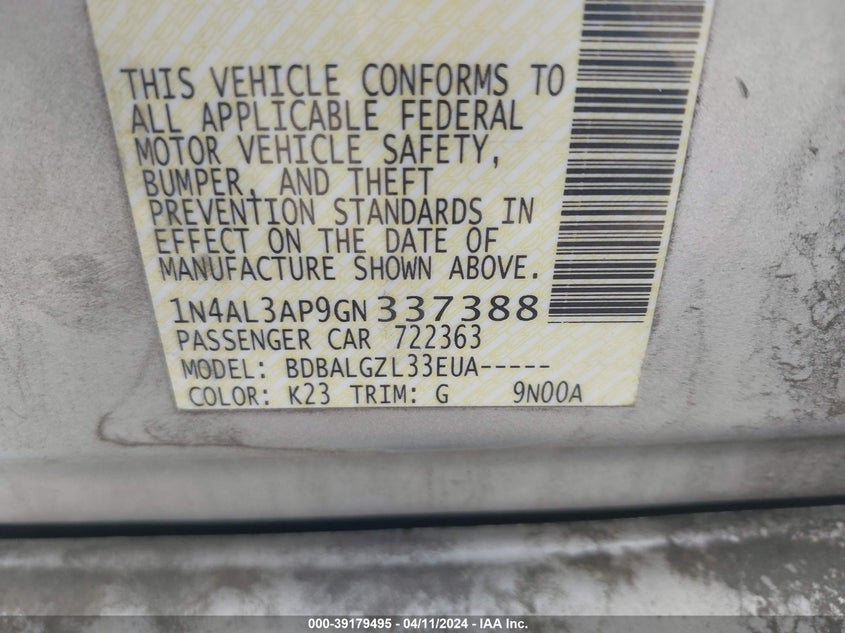 THIS VEHICLE CONFORMS TO
ALL APPLICABLE FEDERAL
MOTOR VEHICLE SAFETY,
BUMPER, AND THEFT
PREVENTION STANDARDS IN
EFFECT ON THE DATE OF
MANUFACTURE SHOWN ABOVE.
1N4AL3AP9GN337388
PASSENGER CAR 722363
MODEL: BDBALGZL33EUA-----
COLOR: K23 TRIM: G 9N00A
000-39179495 - 04/11/2024 - IAA Inc.